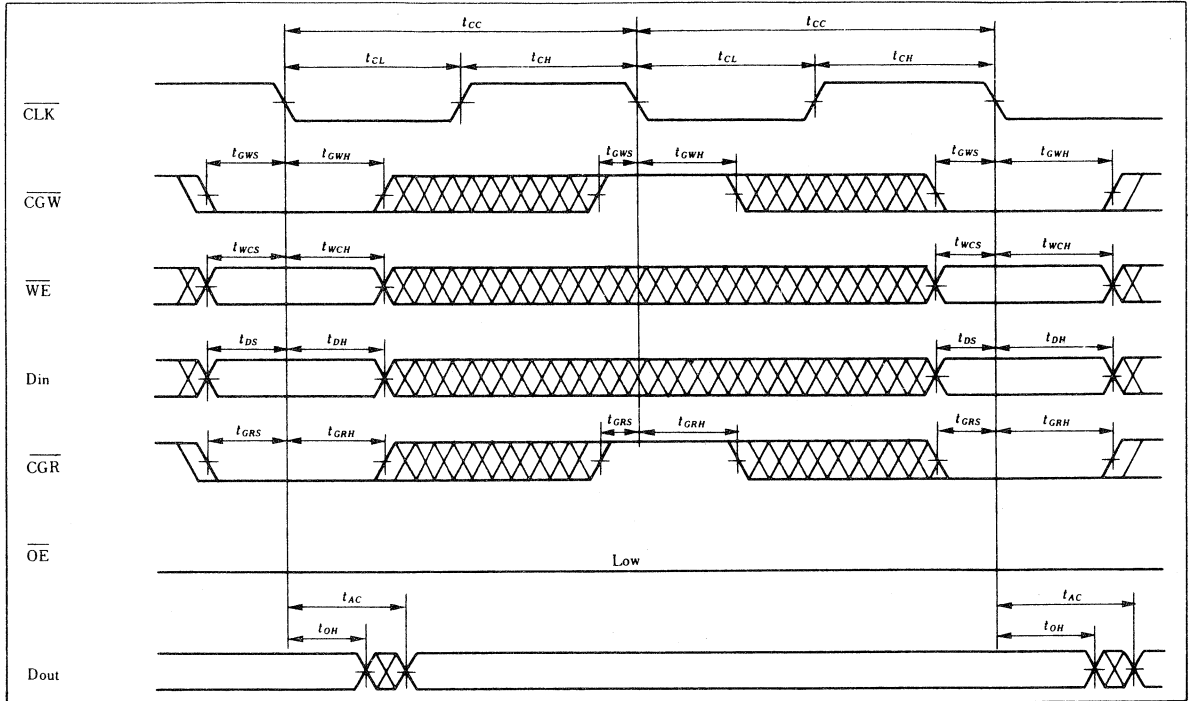 tCC tCC
tCL tCH tCL tCH
CLK
tGWS tGWH tGWS tGWH tGWS tGWH
CGW
tWCS tWCH tWCS tWCH
WE
tDS tDH tDS tDH
Din
tGRS tGRH tGRS tGRH tGRS tGRH
CGR
OE
Low
tAC tAC
tOH tOH
Dout